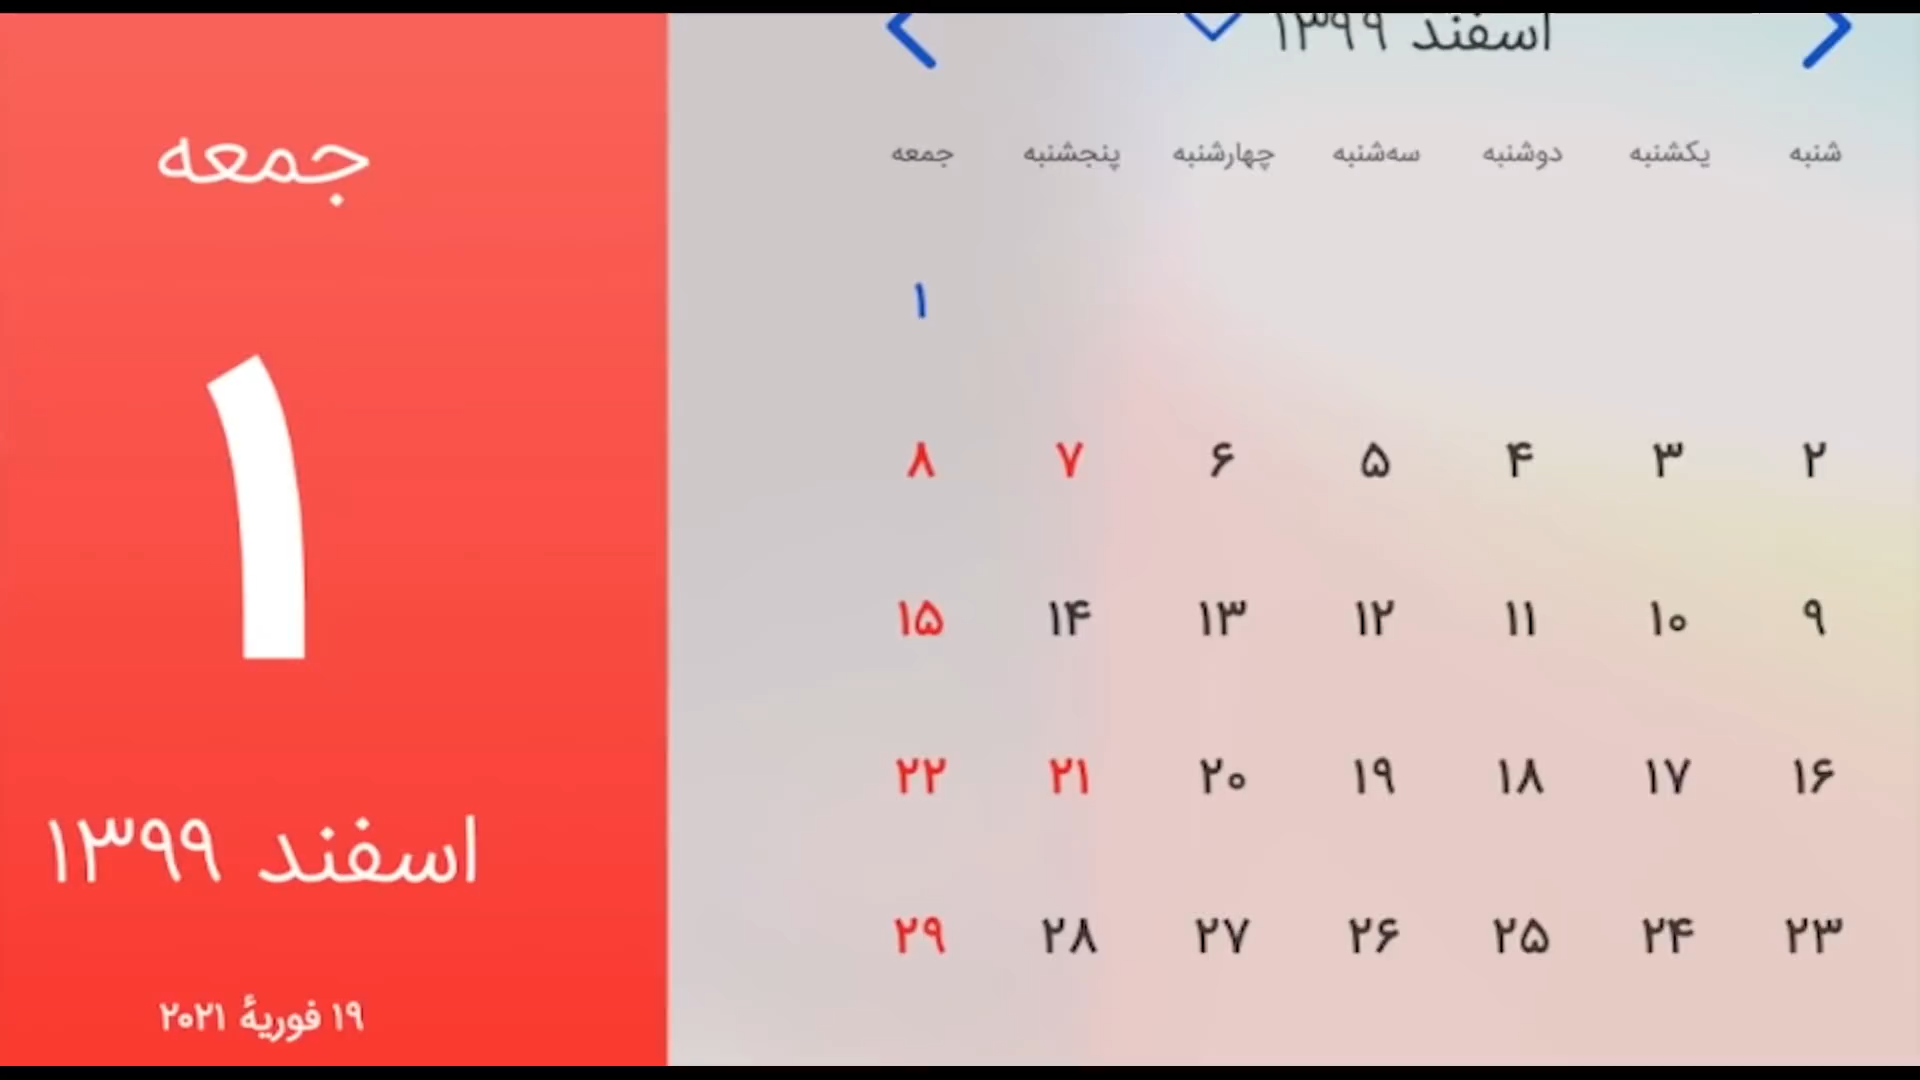 جمعه
۱
اسفند ۱۳۹۹
۱۹ فوریهٔ ۲۰۲۱
اسفند ۱۳۹۹
شنبه یکشنبه دوشنبه سه‌شنبه چهارشنبه پنجشنبه جمعه
۱
۲ ۳ ۴ ۵ ۶ ۷ ۸
۹ ۱۰ ۱۱ ۱۲ ۱۳ ۱۴ ۱۵
۱۶ ۱۷ ۱۸ ۱۹ ۲۰ ۲۱ ۲۲
۲۳ ۲۴ ۲۵ ۲۶ ۲۷ ۲۸ ۲۹